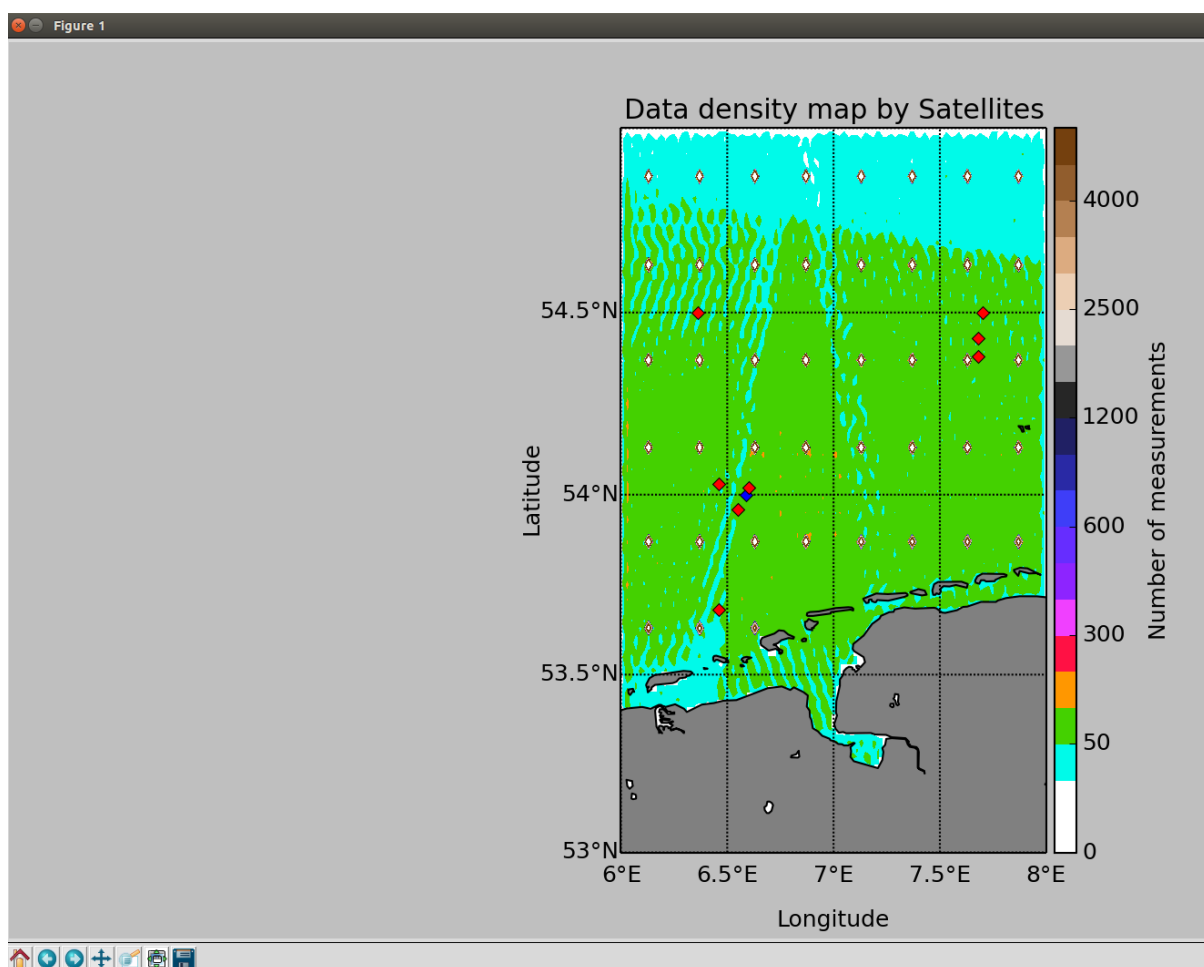 Figure 1
Data density map by Satellites
54.5°N
54°N
53.5°N
53°N
Latitude
6°E 6.5°E 7°E 7.5°E 8°E
Longitude
4000
2500
1200
600
300
50
0
Number of measurements